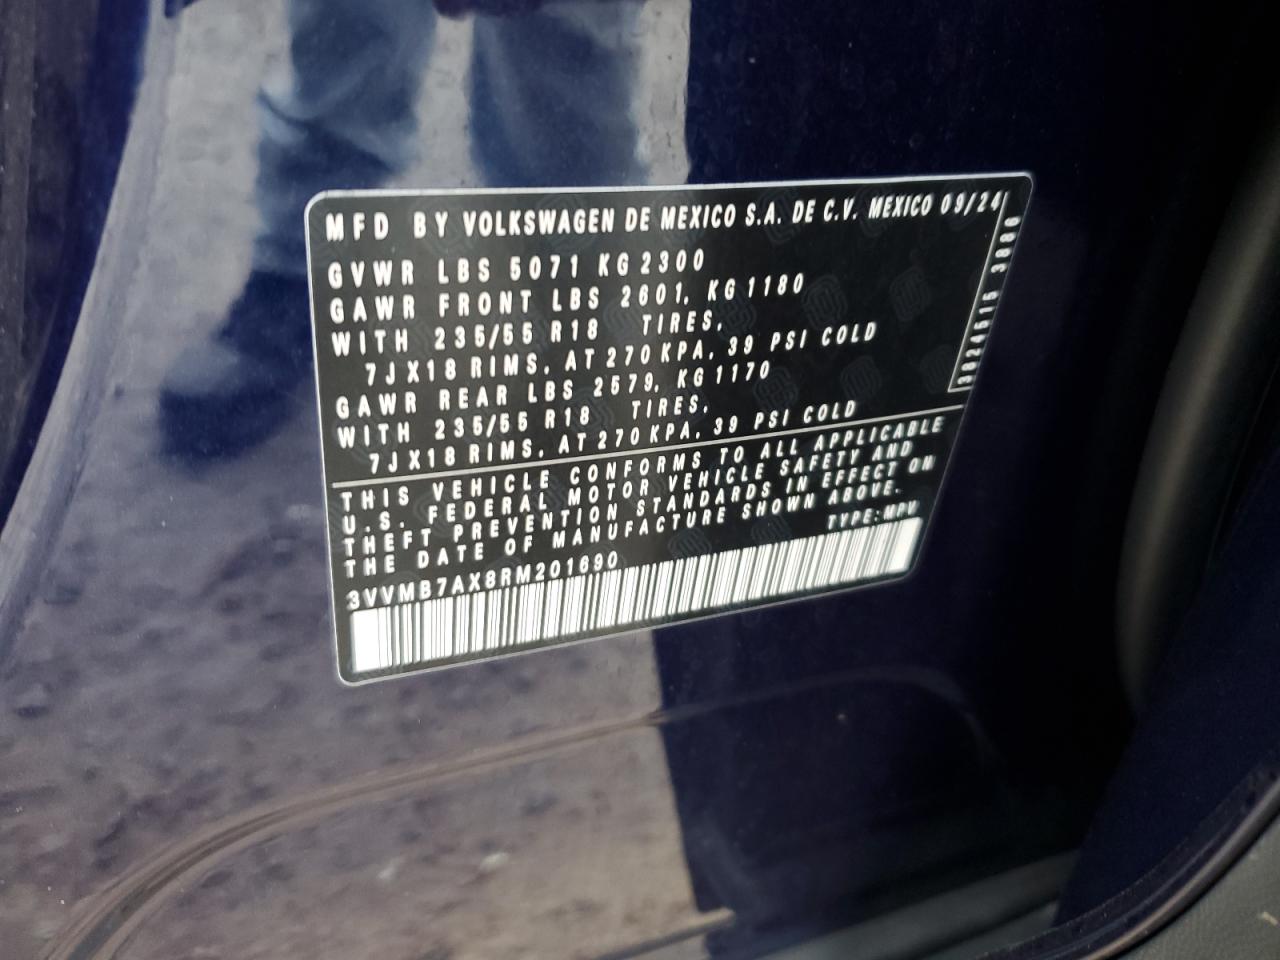 MFD BY VOLKSWAGEN DE MEXICO S.A. DE C.V. MEXICO 09/24
GVWR LBS 5071 KG 2300
GAWR FRONT LBS 2601, KG 1180
WITH 235/55 R18 TIRES,
7JX18 RIMS, AT 270 KPA, 39 PSI COLD
GAWR REAR LBS 2579, KG 1170
WITH 235/55 R18 TIRES,
7JX18 RIMS, AT 270 KPA, 39 PSI COLD
THIS VEHICLE CONFORMS TO ALL APPLICABLE
U.S. FEDERAL MOTOR VEHICLE SAFETY AND
THEFT PREVENTION STANDARDS IN EFFECT ON
THE DATE OF MANUFACTURE SHOWN ABOVE.
TYPE: MPV
3VVMB7AX8RM201690